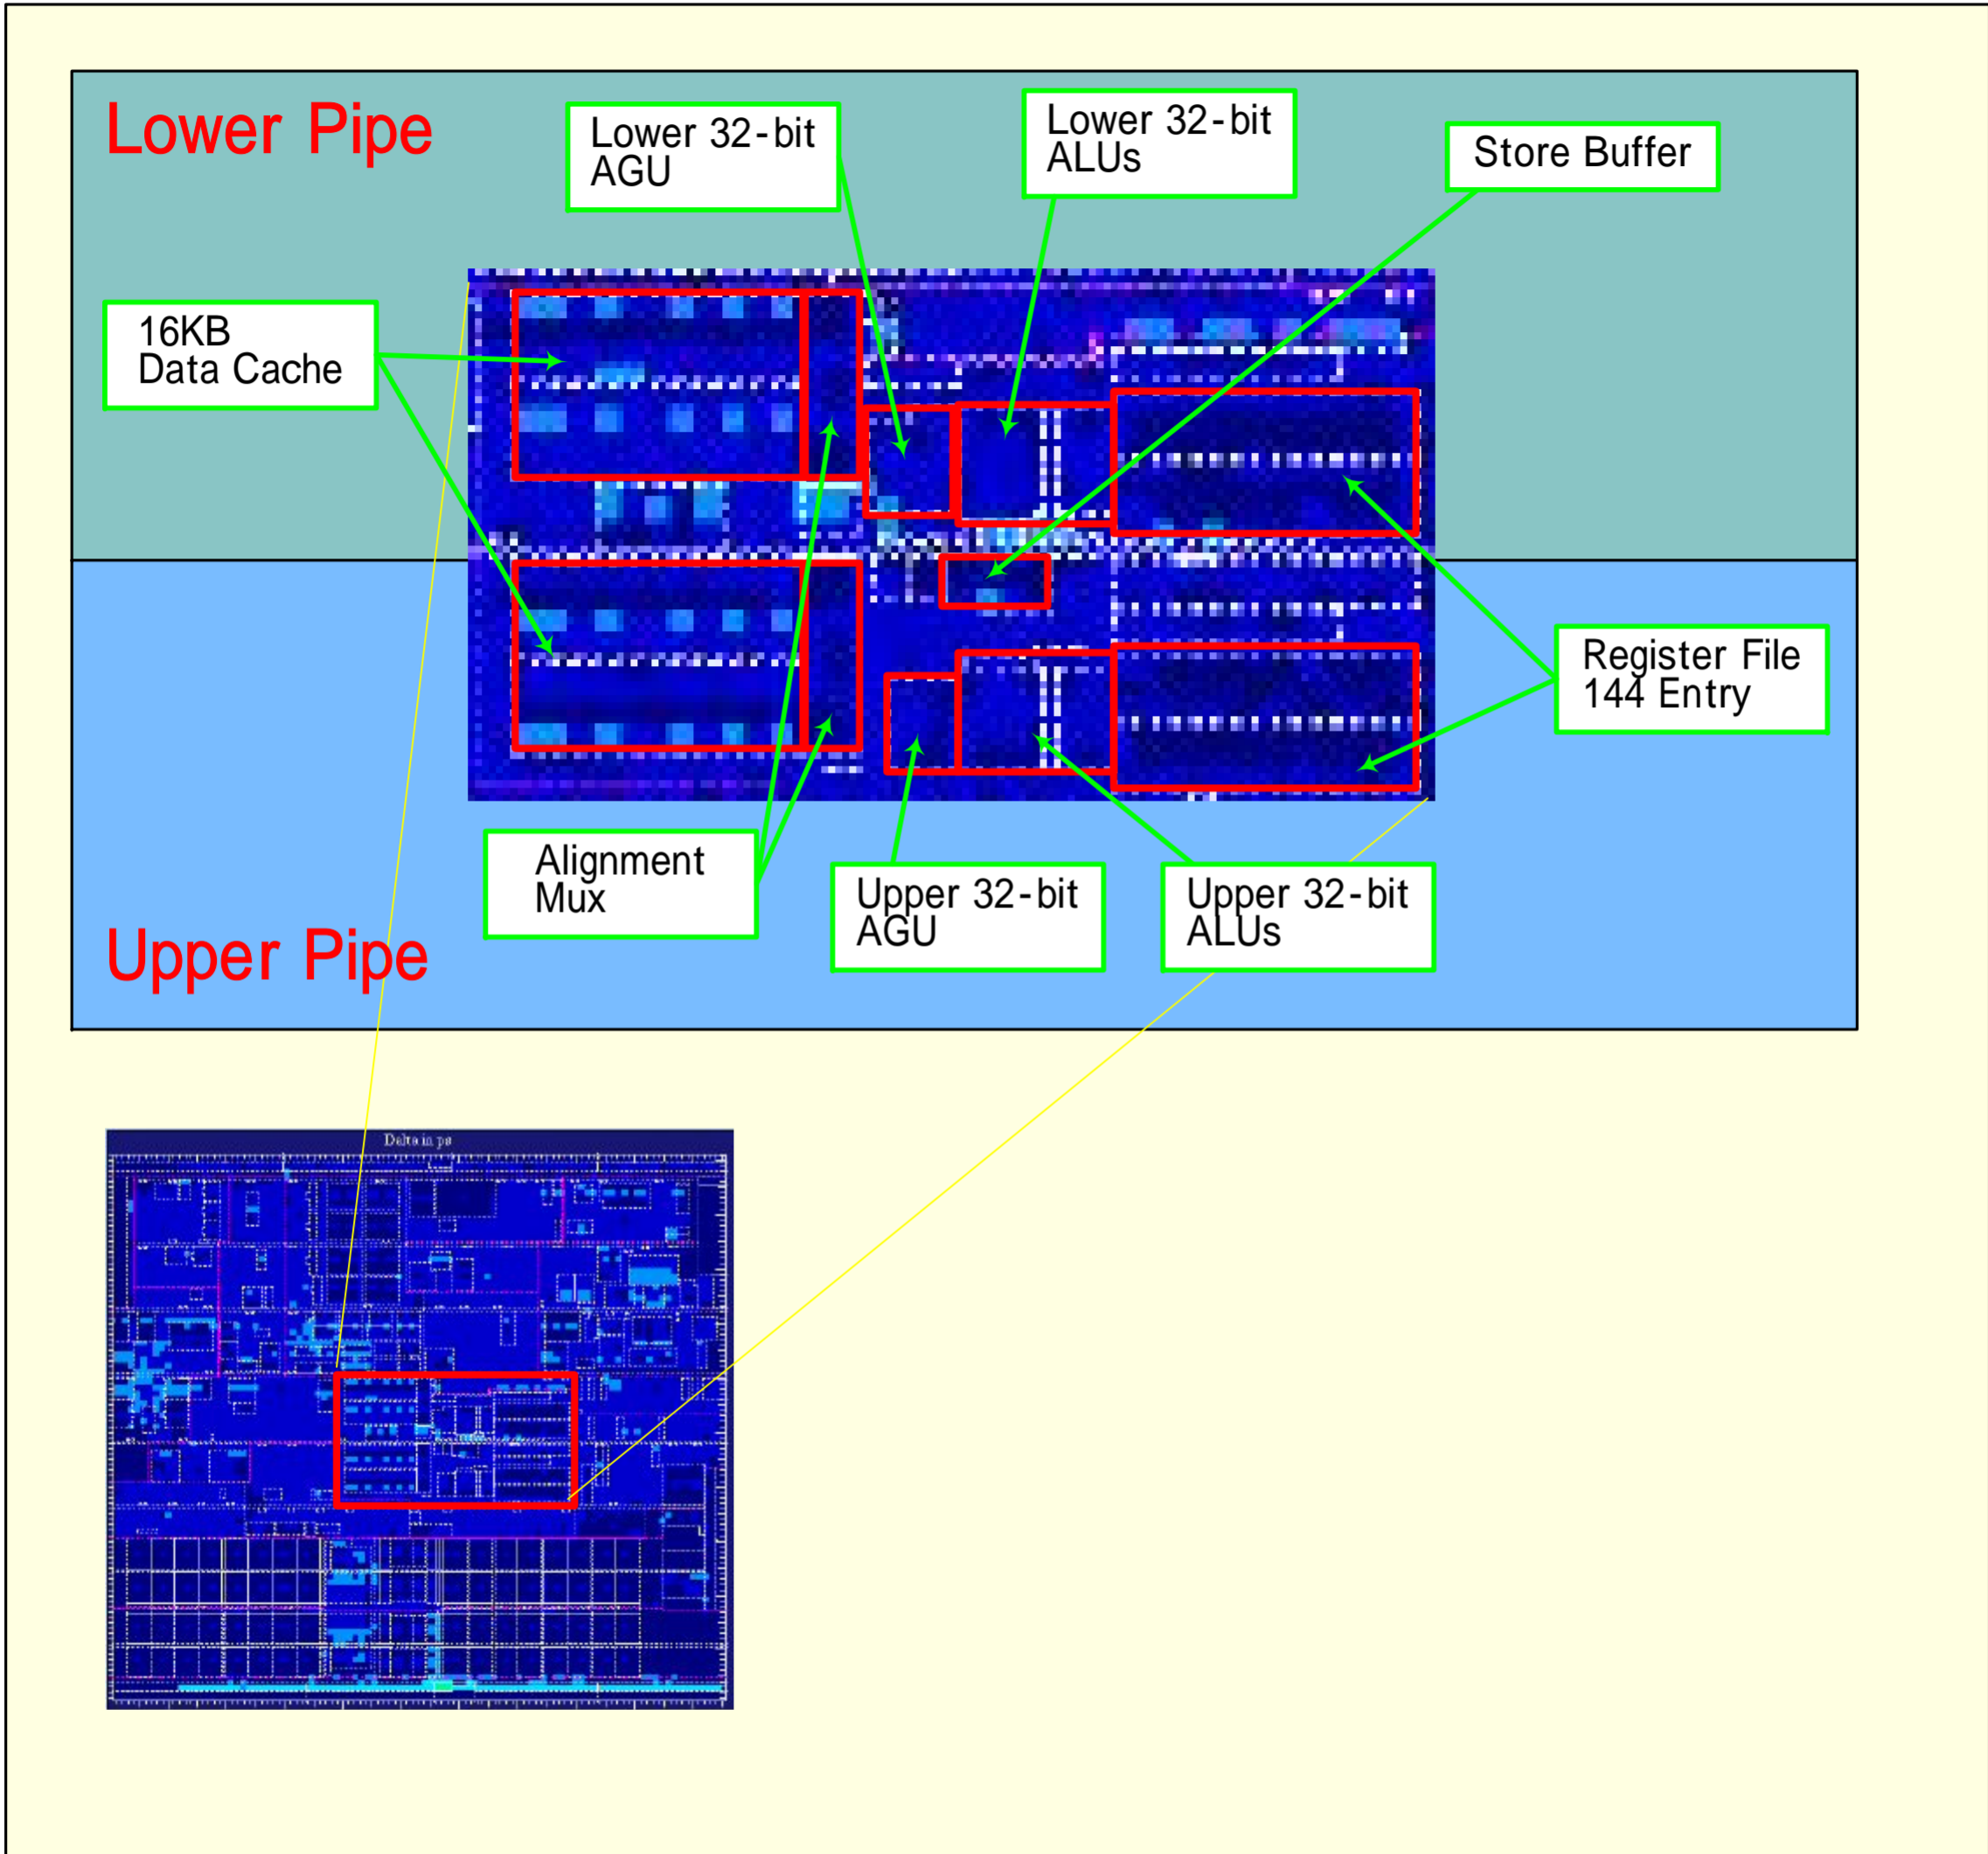 Lower Pipe
Lower 32-bit
AGU
Lower 32-bit
ALUs
Store Buffer
16KB
Data Cache
Register File
144 Entry
Alignment
Mux
Upper 32-bit
AGU
Upper 32-bit
ALUs
Upper Pipe
Delta in ps